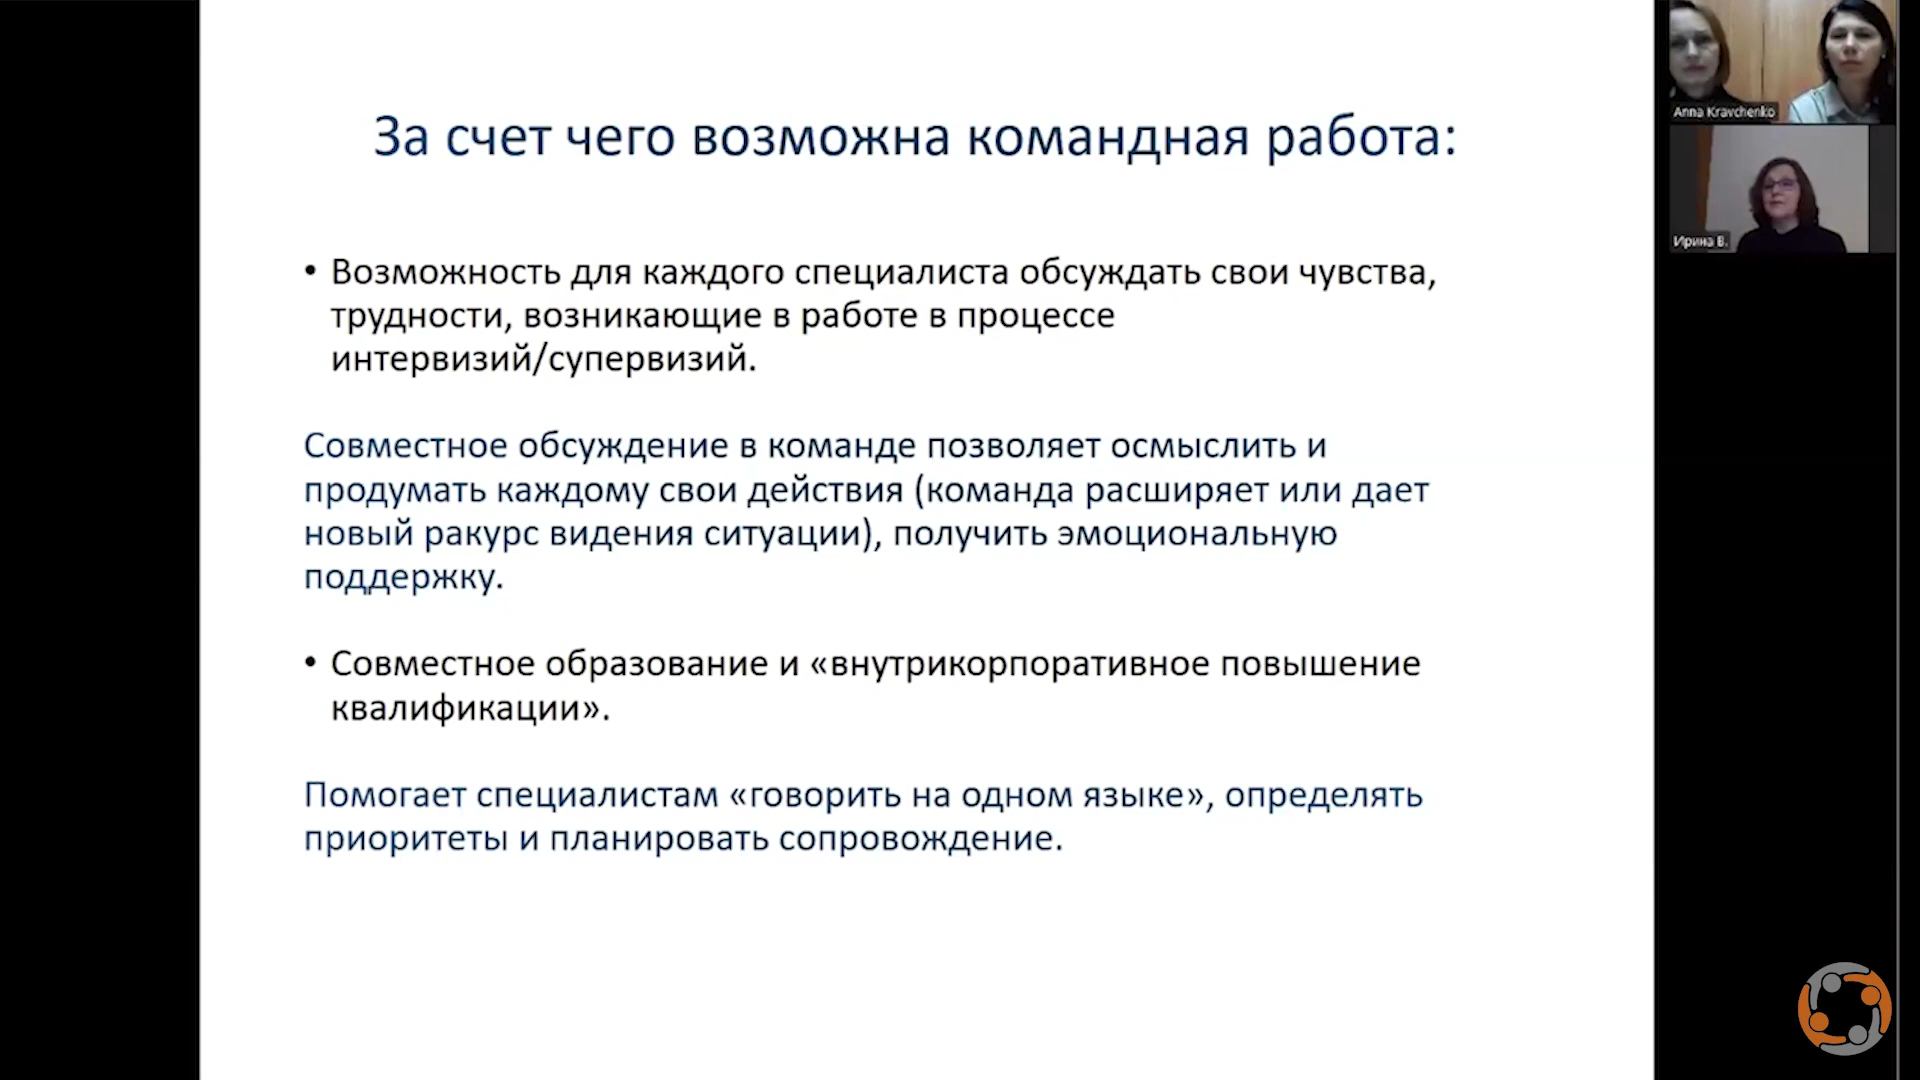 За счет чего возможна командная работа:
• Возможность для каждого специалиста обсуждать свои чувства,
трудности, возникающие в работе в процессе
интервизий/супервизий.
Совместное обсуждение в команде позволяет осмыслить и
продумать каждому свои действия (команда расширяет или дает
новый ракурс видения ситуации), получить эмоциональную
поддержку.
• Совместное образование и «внутрикорпоративное повышение
квалификации».
Помогает специалистам «говорить на одном языке», определять
приоритеты и планировать сопровождение.
Anna Kravchenko
Ирина В.